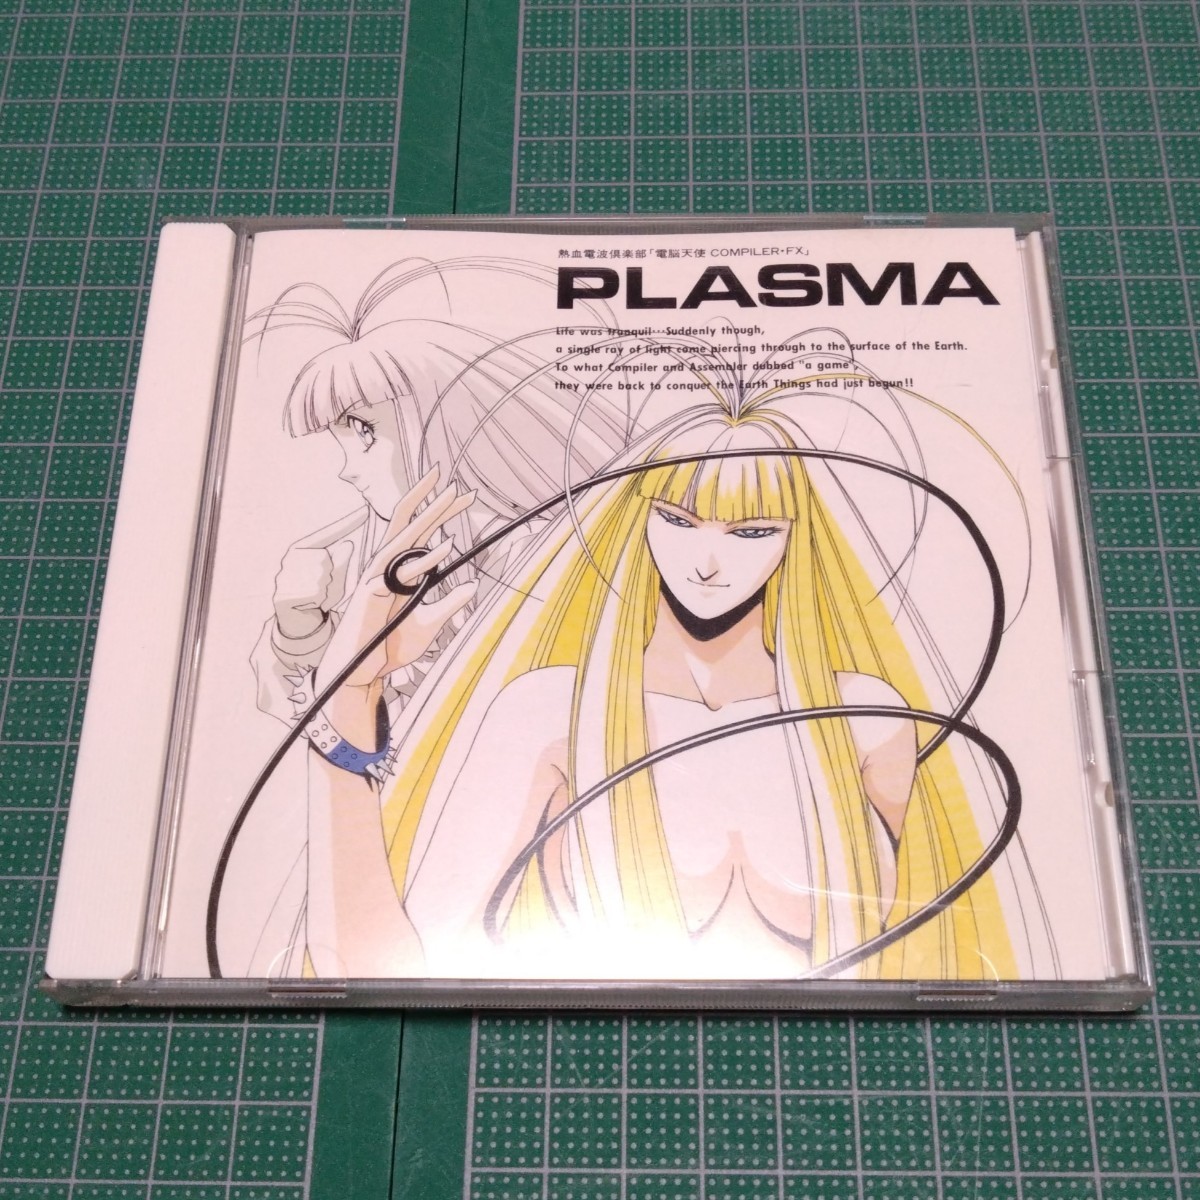 熱血電波倶楽部「電脳天使 COMPILER・FX」
PLASMA
Life was tranquil…Suddenly though,
a single ray of light come piercing through to the surface of the Earth.
To what Compiler and Assembler dubbed "a game",
they were back to conquer the Earth Things had just begun!!